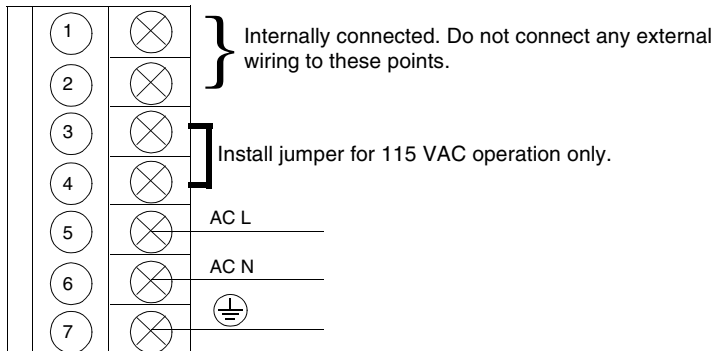 1
Internally connected. Do not connect any external
wiring to these points.
2
3
Install jumper for 115 VAC operation only.
4
AC L
5
AC N
6
7